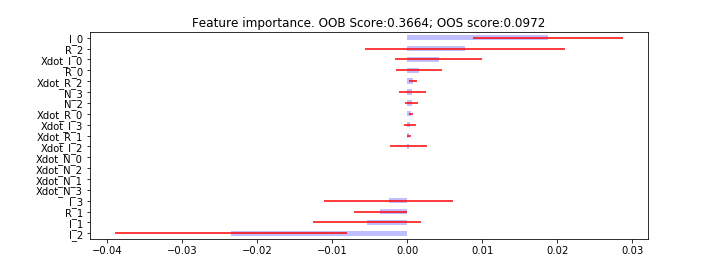 Feature importance. OOB Score:0.3664; OOS score:0.0972
I_0
R_2
Xdot_I_0
R_0
Xdot_R_2
N_3
N_2
Xdot_R_0
Xdot_I_3
Xdot_R_1
Xdot_I_2
Xdot_N_0
Xdot_N_2
Xdot_N_1
Xdot_N_3
I_3
R_1
I_1
I_2
−0.04 −0.03 −0.02 −0.01 0.00 0.01 0.02 0.03